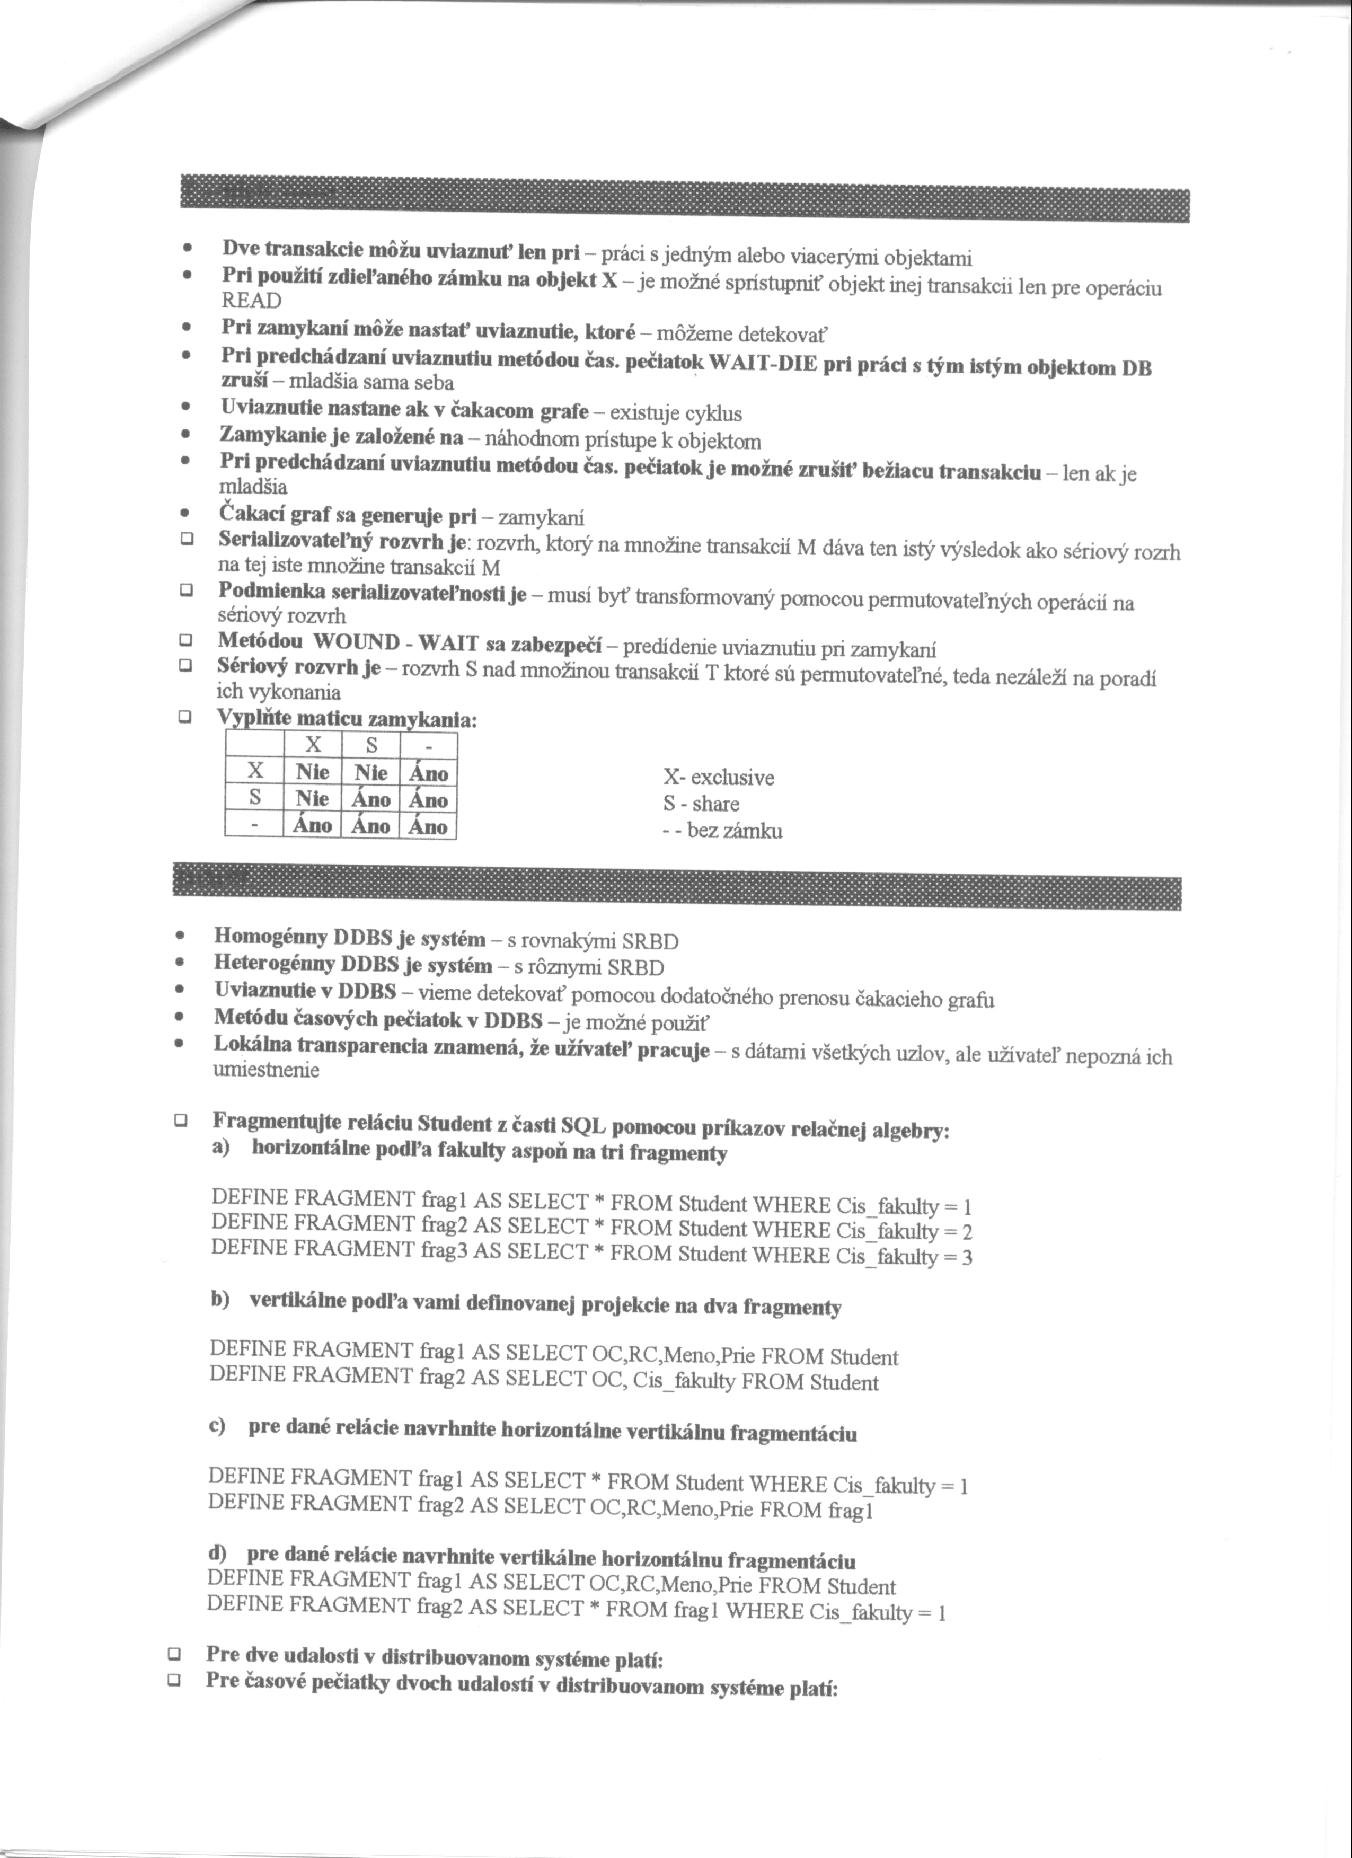 Dve transakcie môžu uviaznuť len pri – práci s jedným alebo viacerými objektami
Pri použití zdieľaného zámku na objekt X – je možné sprístupniť objekt inej transakcii len pre operáciu
READ
Pri zamykaní môže nastať uviaznutie, ktoré – môžeme detekovať
Pri predchádzaní uviaznutiu metódou čas. pečiatok WAIT-DIE pri práci s tým istým objektom DB
zruší – mladšia sama seba
Uviaznutie nastane ak v čakacom grafe – existuje cyklus
Zamykanie je založené na – náhodnom prístupe k objektom
Pri predchádzaní uviaznutiu metódou čas. pečiatok je možné zrušiť bežiacu transakciu – len ak je
mladšia
Čakací graf sa generuje pri – zamykaní
Serializovateľný rozvrh je: rozvrh, ktorý na množine transakcií M dáva ten istý výsledok ako sériový rozrh
na tej iste množine transakcií M
Podmienka serializovateľnosti je – musí byť transformovaný pomocou permutovateľných operácií na
sériový rozvrh
Metódou WOUND - WAIT sa zabezpečí – predídenie uviaznutiu pri zamykaní
Sériový rozvrh je – rozvrh S nad množinou transakcií T ktoré sú permutovateľné, teda nezáleží na poradí
ich vykonania
Vyplňte maticu zamykania:
X S -
X Nie Nie Áno
S Nie Áno Áno
- Áno Áno Áno
X- exclusive
S - share
- - bez zámku
Homogénny DDBS je systém – s rovnakými SRBD
Heterogénny DDBS je systém – s rôznymi SRBD
Uviaznutie v DDBS – vieme detekovať pomocou dodatočného prenosu čakacieho grafu
Metódu časových pečiatok v DDBS – je možné použiť
Lokálna transparencia znamená, že užívateľ pracuje – s dátami všetkých uzlov, ale užívateľ nepozná ich
umiestnenie
Fragmentujte reláciu Student z časti SQL pomocou príkazov relačnej algebry:
a) horizontálne podľa fakulty aspoň na tri fragmenty
DEFINE FRAGMENT frag1 AS SELECT * FROM Student WHERE Cis_fakulty = 1
DEFINE FRAGMENT frag2 AS SELECT * FROM Student WHERE Cis_fakulty = 2
DEFINE FRAGMENT frag3 AS SELECT * FROM Student WHERE Cis_fakulty = 3
b) vertikálne podľa vami definovanej projekcie na dva fragmenty
DEFINE FRAGMENT frag1 AS SELECT OC,RC,Meno,Prie FROM Student
DEFINE FRAGMENT frag2 AS SELECT OC, Cis_fakulty FROM Student
c) pre dané relácie navrhnite horizontálne vertikálnu fragmentáciu
DEFINE FRAGMENT frag1 AS SELECT * FROM Student WHERE Cis_fakulty = 1
DEFINE FRAGMENT frag2 AS SELECT OC,RC,Meno,Prie FROM frag1
d) pre dané relácie navrhnite vertikálne horizontálnu fragmentáciu
DEFINE FRAGMENT frag1 AS SELECT OC,RC,Meno,Prie FROM Student
DEFINE FRAGMENT frag2 AS SELECT * FROM frag1 WHERE Cis_fakulty = 1
Pre dve udalosti v distribuovanom systéme platí:
Pre časové pečiatky dvoch udalostí v distribuovanom systéme platí: